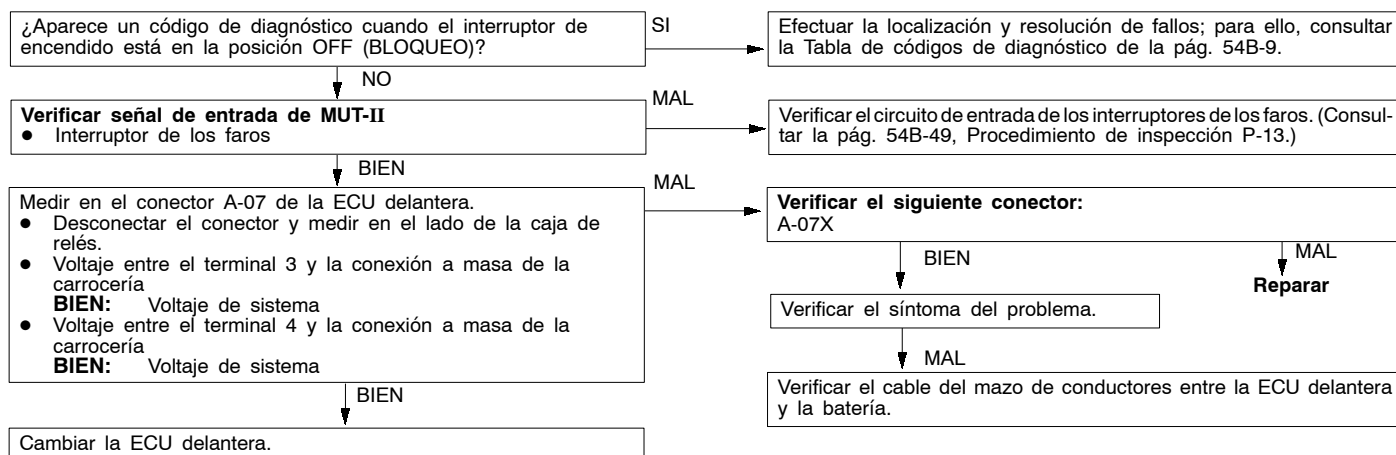 ¿Aparece un código de diagnóstico cuando el interruptor de
encendido está en la posición OFF (BLOQUEO)?
SI
Efectuar la localización y resolución de fallos; para ello, consultar
la Tabla de códigos de diagnóstico de la pág. 54B-9.
NO
Verificar señal de entrada de MUT-II
● Interruptor de los faros
MAL
Verificar el circuito de entrada de los interruptores de los faros. (Consul-
tar la pág. 54B-49, Procedimiento de inspección P-13.)
BIEN
Medir en el conector A-07 de la ECU delantera.
● Desconectar el conector y medir en el lado de la caja de
relés.
● Voltaje entre el terminal 3 y la conexión a masa de la
carrocería
BIEN: Voltaje de sistema
● Voltaje entre el terminal 4 y la conexión a masa de la
carrocería
BIEN: Voltaje de sistema
MAL
Verificar el siguiente conector:
A-07X
BIEN
MAL
Reparar
Verificar el síntoma del problema.
MAL
Verificar el cable del mazo de conductores entre la ECU delantera
y la batería.
BIEN
Cambiar la ECU delantera.